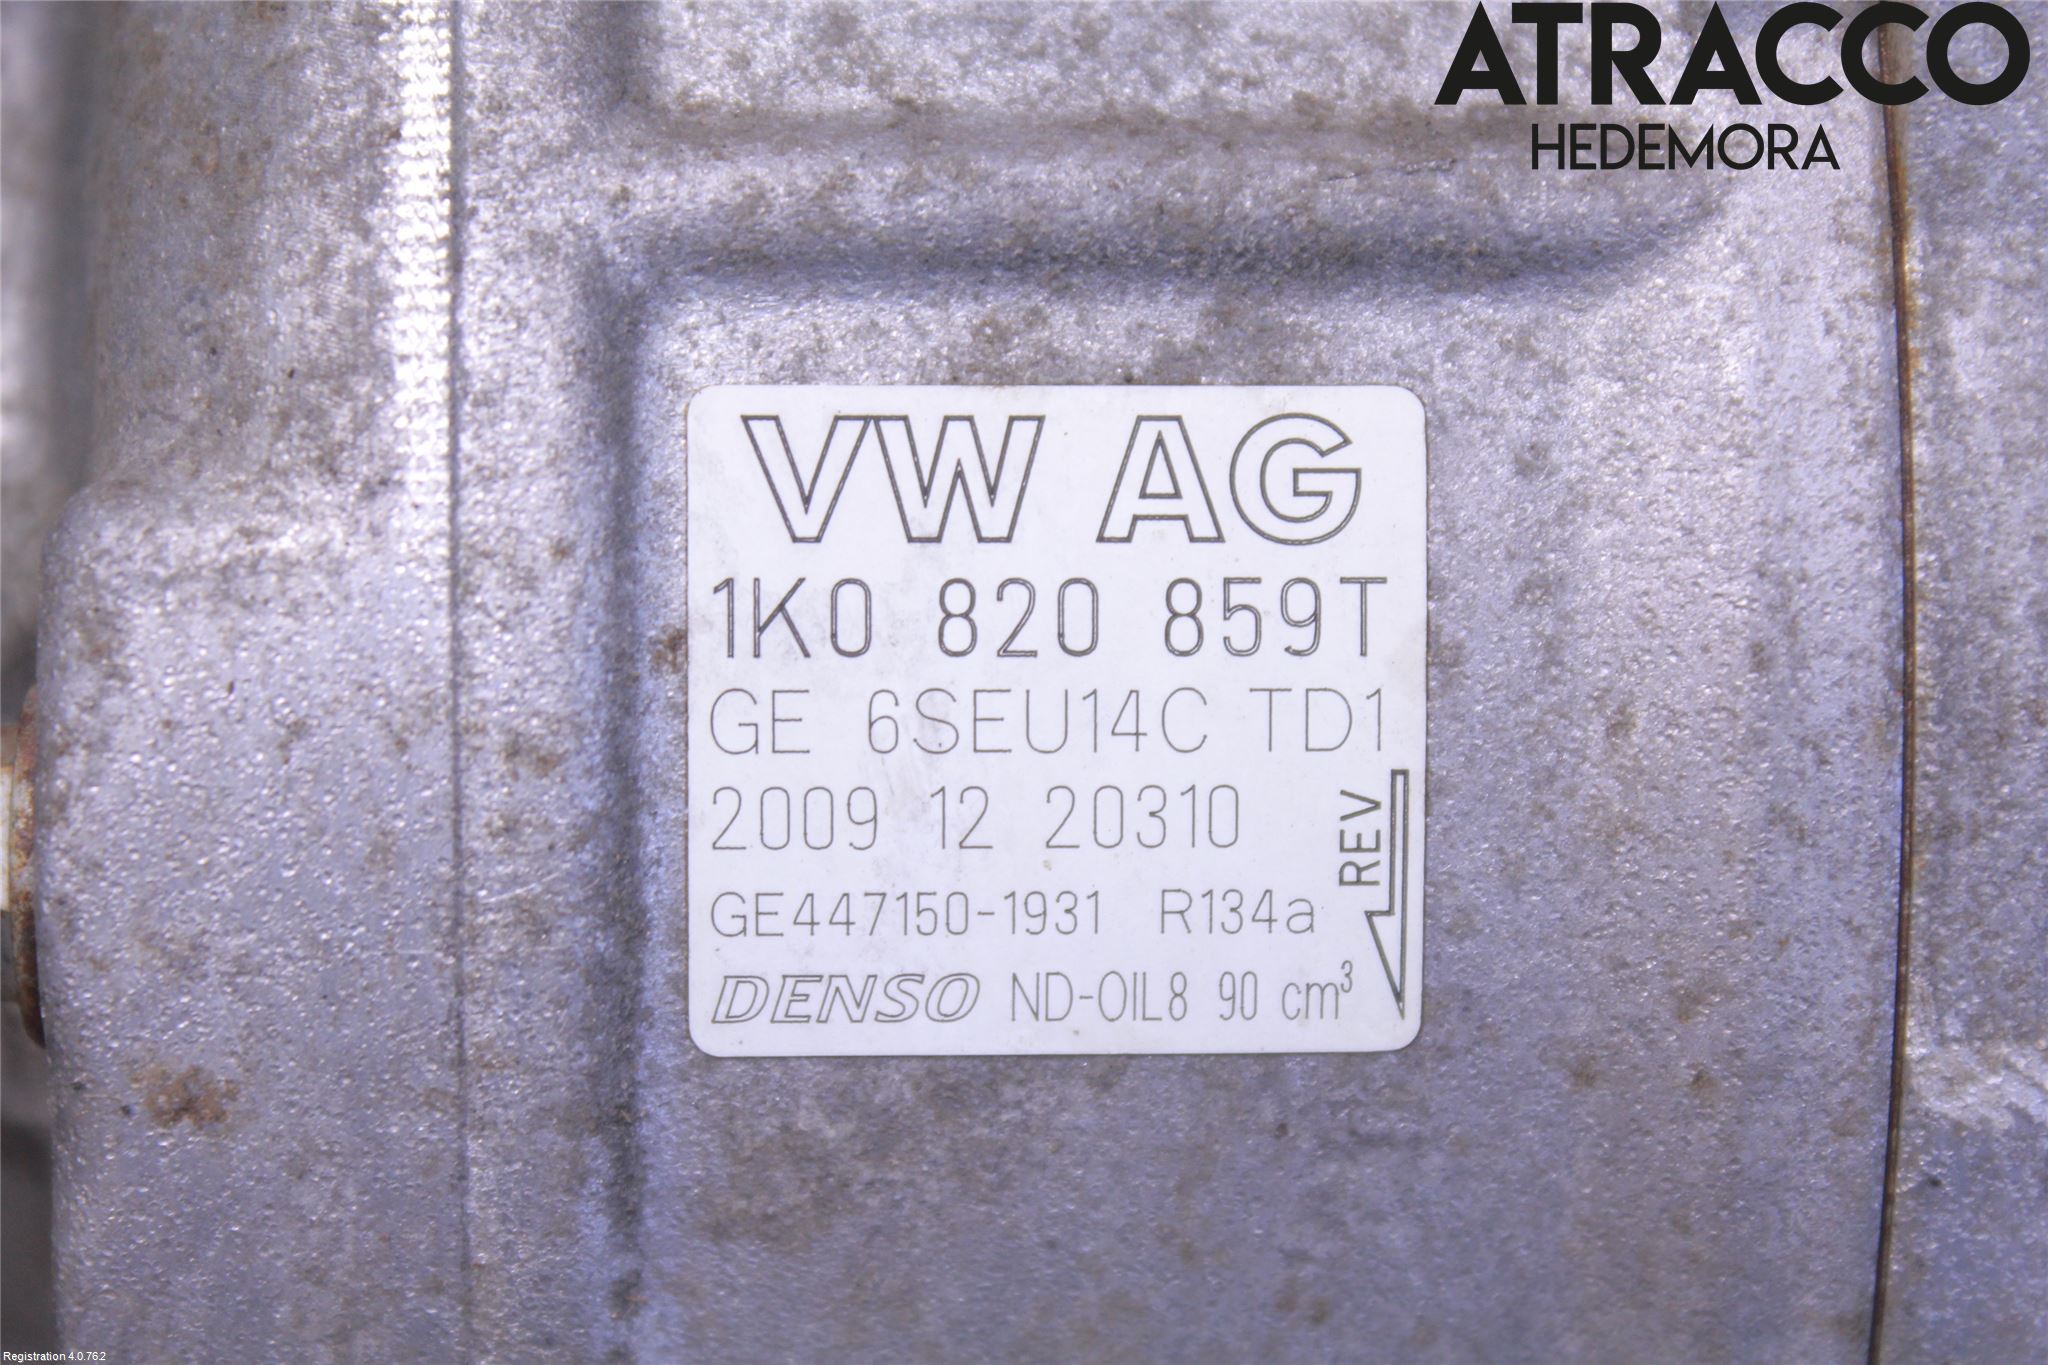 ATRACCO
HEDEMORA
VW AG
1K0 820 859T
GE 6SEU14C TD1
2009 12 20310
REV
GE447150-1931 R134a
DENSO ND-OIL8 90 cm³
Registration 4.0.762